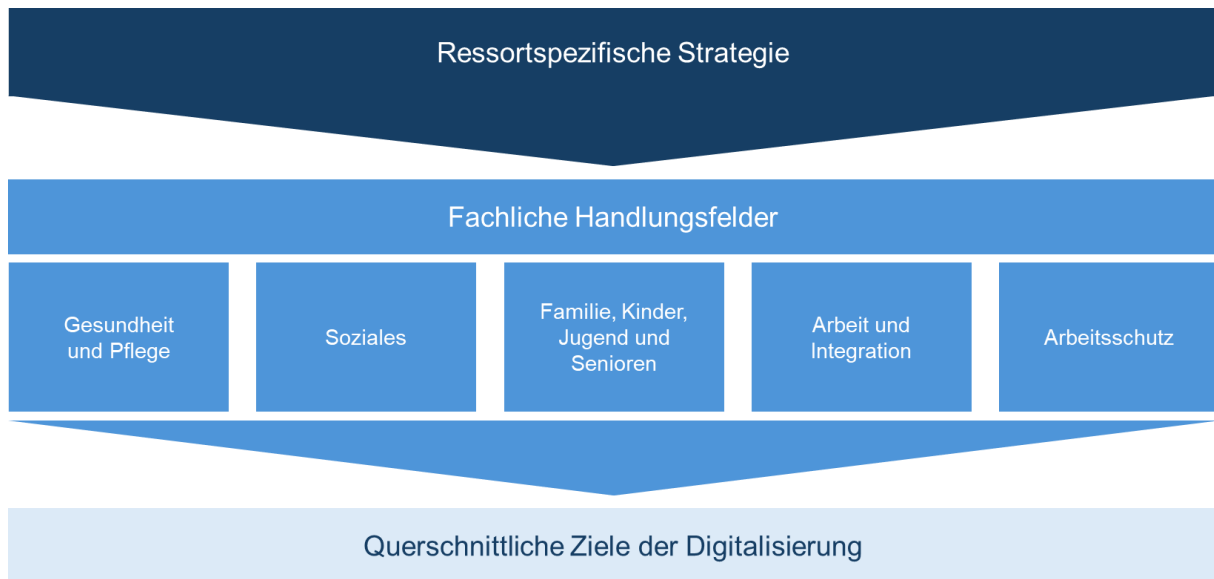 Ressortspezifische Strategie
Fachliche Handlungsfelder
Gesundheit
und Pflege
Soziales
Familie, Kinder,
Jugend und
Senioren
Arbeit und
Integration
Arbeitsschutz
Querschnittliche Ziele der Digitalisierung